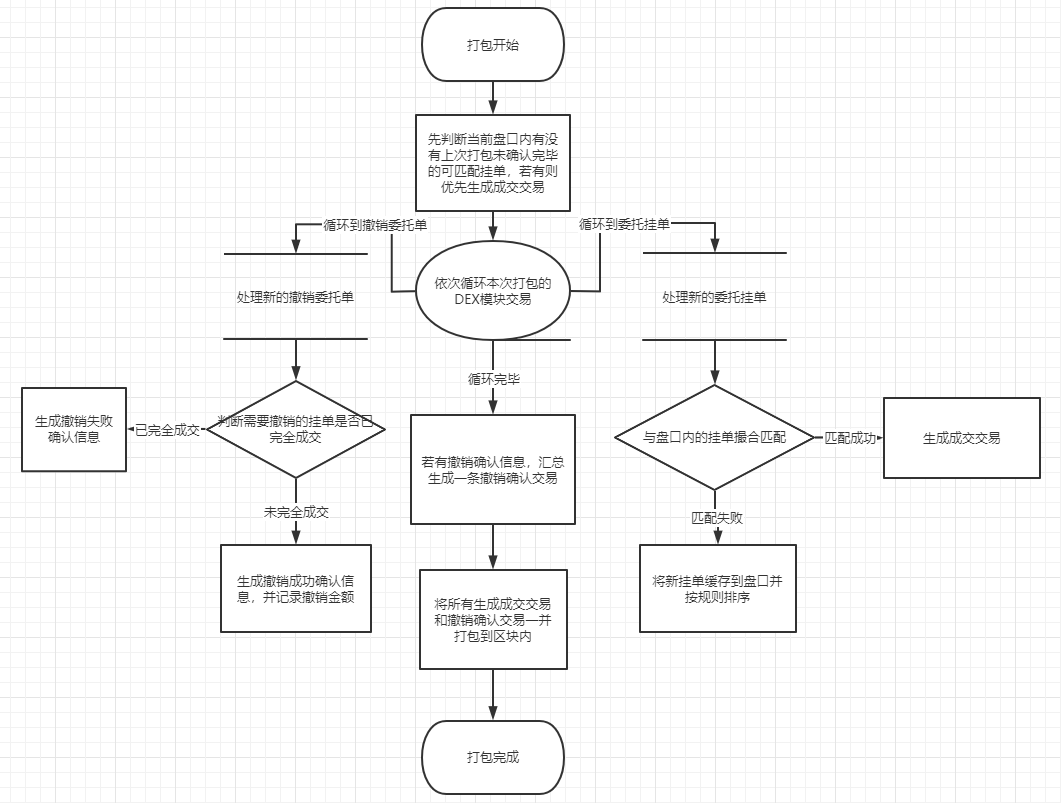 打包开始
先判断当前盘口内有没
有上次打包未确认完毕
的可匹配挂单，若有则
优先生成成交交易
循环到撤销委托单
循环到委托挂单
依次循环本次打包的
DEX模块交易
处理新的撤销委托单
处理新的委托挂单
循环完毕
生成撤销失败
确认信息
已完全成交
判断需要撤销的挂单是否已
完全成交
与盘口内的挂单撮合匹配
匹配成功
生成成交交易
若有撤销确认信息，汇总
生成一条撤销确认交易
未完全成交
匹配失败
生成撤销成功确认信
息，并记录撤销金额
将所有生成成交交易
和撤销确认交易一并
打包到区块内
将新挂单缓存到盘口并
按规则排序
打包完成